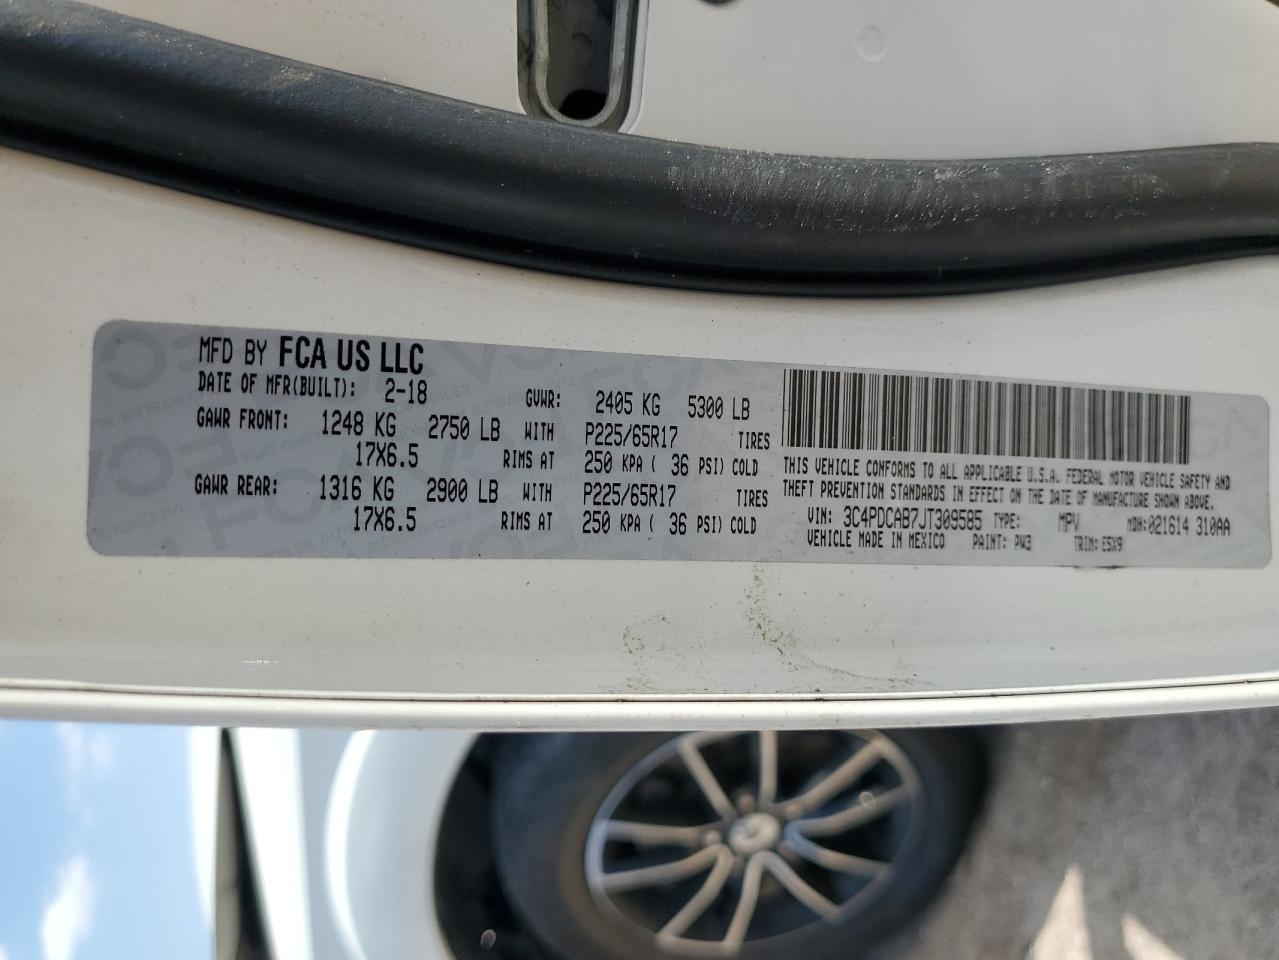 MFD BY FCA US LLC
DATE OF MFR(BUILT): 2-18 GVWR: 2405 KG 5300 LB
GAWR FRONT: 1248 KG 2750 LB WITH P225/65R17 TIRES
17X6.5 RIMS AT 250 KPA ( 36 PSI) COLD
GAWR REAR: 1316 KG 2900 LB WITH P225/65R17 TIRES
17X6.5 RIMS AT 250 KPA ( 36 PSI) COLD
THIS VEHICLE CONFORMS TO ALL APPLICABLE U.S.A. FEDERAL MOTOR VEHICLE SAFETY AND
THEFT PREVENTION STANDARDS IN EFFECT ON THE DATE OF MANUFACTURE SHOWN ABOVE.
VIN: 3C4PDCAB7JT309585 TYPE: MPV MDH:021614 310AA
VEHICLE MADE IN MEXICO PAINT: PW3 TRIM: E5X9